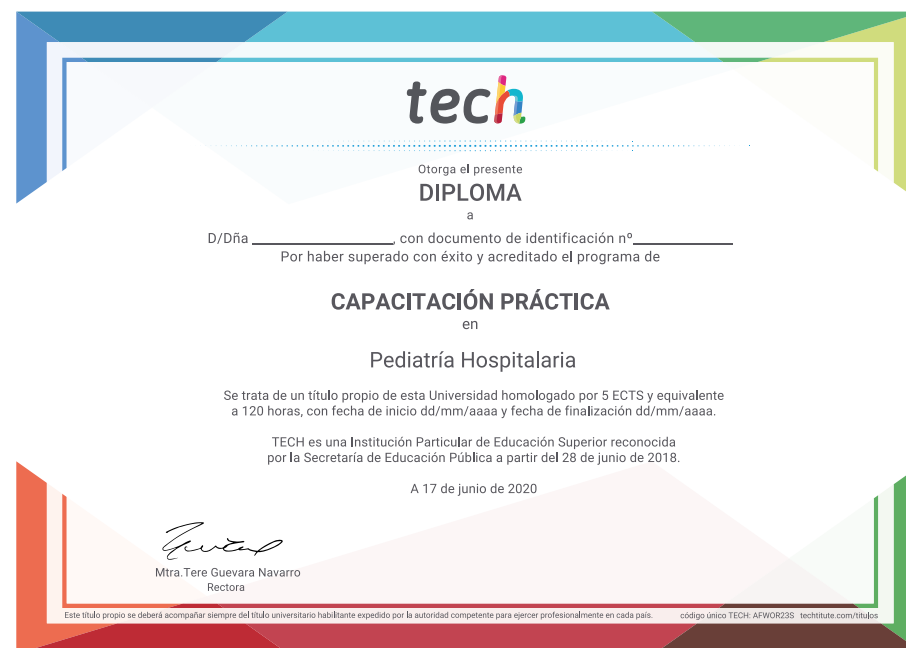 tech
Otorga el presente
DIPLOMA
a
D/Dña ____________________, con documento de identificación nº______________
Por haber superado con éxito y acreditado el programa de
CAPACITACIÓN PRÁCTICA
en
Pediatría Hospitalaria
Se trata de un título propio de esta Universidad homologado por 5 ECTS y equivalente
a 120 horas, con fecha de inicio dd/mm/aaaa y fecha de finalización dd/mm/aaaa.
TECH es una Institución Particular de Educación Superior reconocida
por la Secretaría de Educación Pública a partir del 28 de junio de 2018.
A 17 de junio de 2020
Mtra.Tere Guevara Navarro
Rectora
Este título propio se deberá acompañar siempre del título universitario habilitante expedido por la autoridad competente para ejercer profesionalmente en cada país. código único TECH: AFWOR23S techtitute.com/titulos